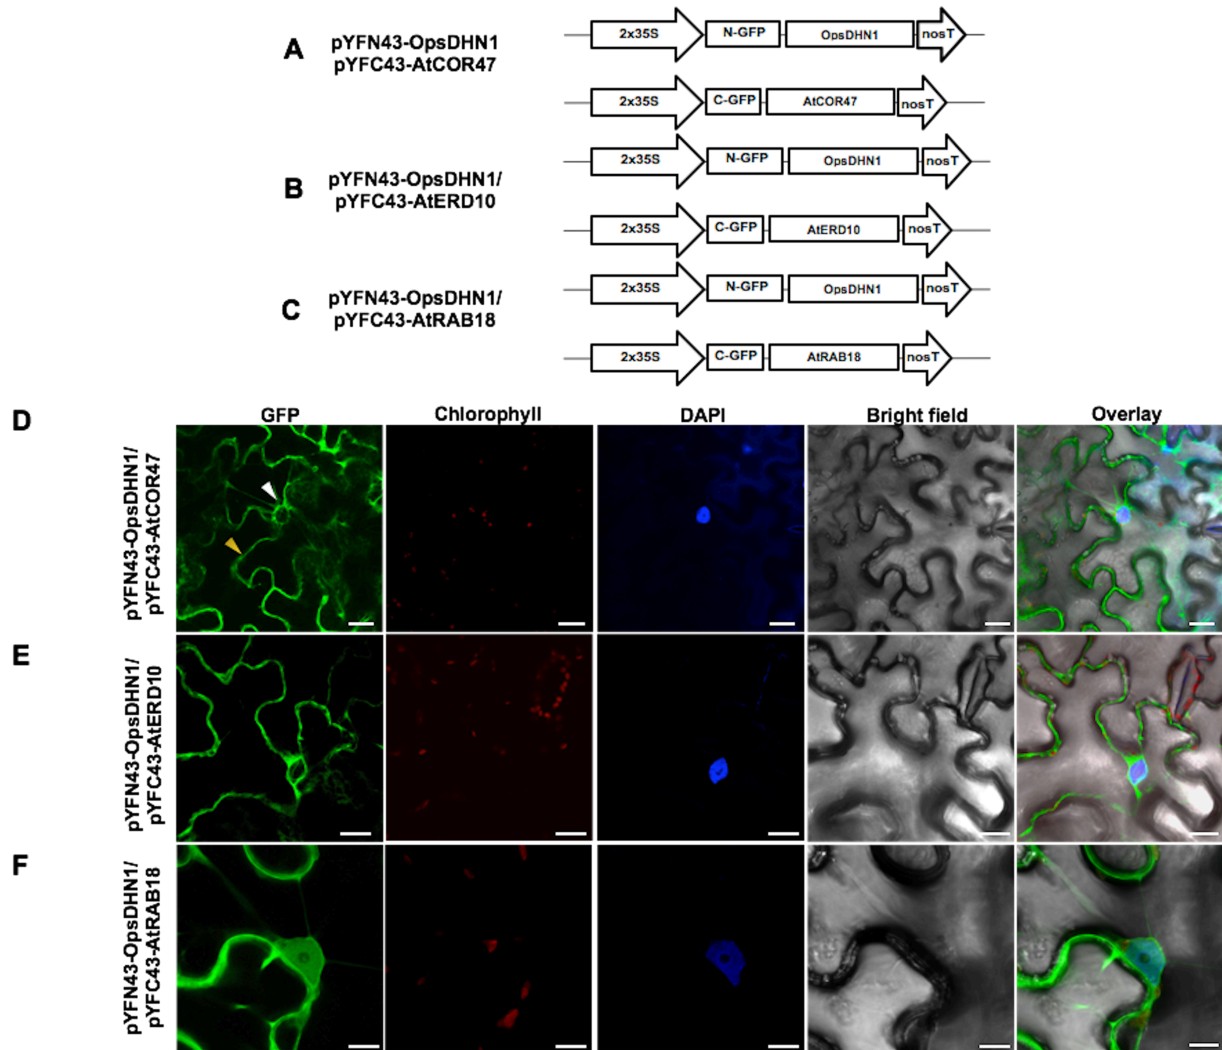 A
pYFN43-OpsDHN1
pYFC43-AtCOR47
2x35S N-GFP OpsDHN1 nosT
2x35S C-GFP AtCOR47 nosT
B
pYFN43-OpsDHN1/
pYFC43-AtERD10
2x35S N-GFP OpsDHN1 nosT
2x35S C-GFP AtERD10 nosT
C
pYFN43-OpsDHN1/
pYFC43-AtRAB18
2x35S N-GFP OpsDHN1 nosT
2x35S C-GFP AtRAB18 nosT
D
GFP Chlorophyll DAPI Bright field Overlay
pYFN43-OpsDHN1/
pYFC43-AtCOR47
E
pYFN43-OpsDHN1/
pYFC43-AtERD10
F
pYFN43-OpsDHN1/
pYFC43-AtRAB18